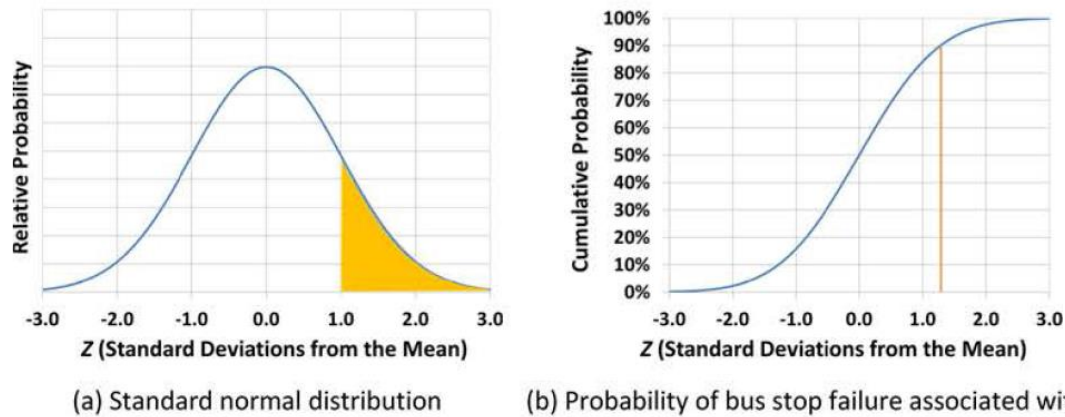 Relative Probability
-3.0 -2.0 -1.0 0.0 1.0 2.0 3.0
Z (Standard Deviations from the Mean)
(a) Standard normal distribution
Cumulative Probability
100%
90%
80%
70%
60%
50%
40%
30%
20%
10%
0%
-3.0 -2.0 -1.0 0.0 1.0 2.0 3.0
Z (Standard Deviations from the Mean)
(b) Probability of bus stop failure associated